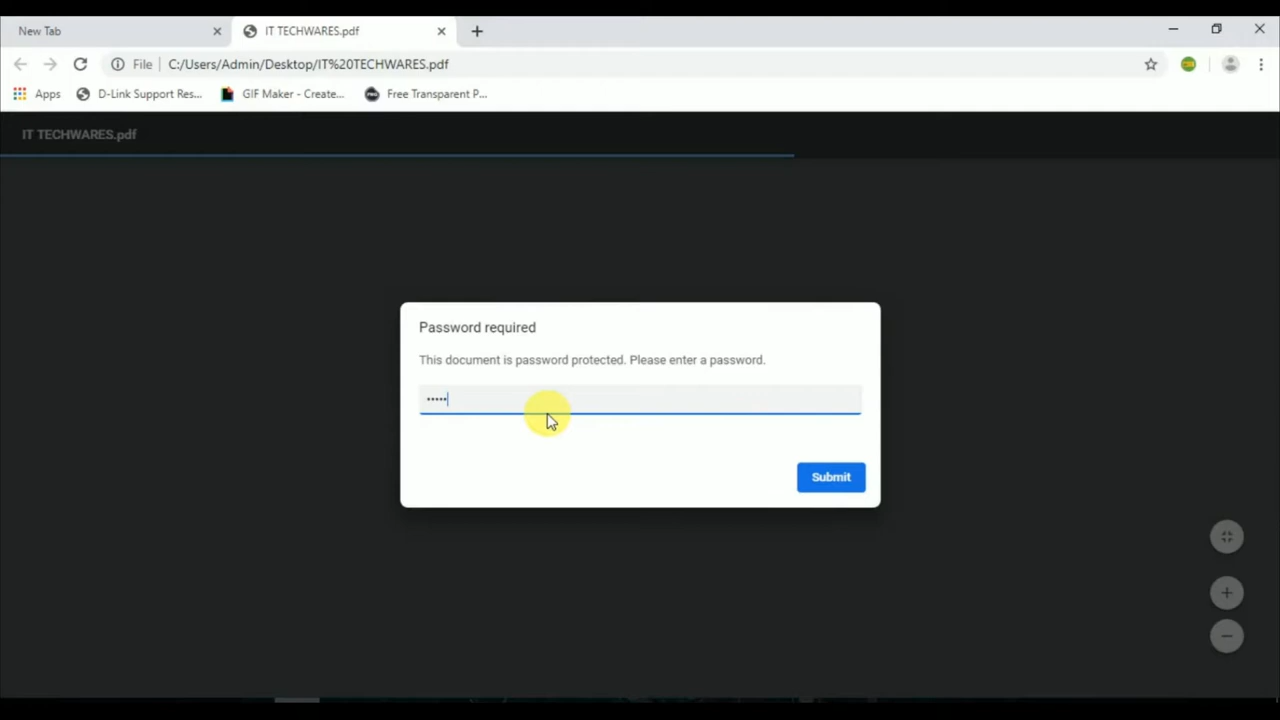 New Tab
IT TECHWARES.pdf
File C:/Users/Admin/Desktop/IT%20TECHWARES.pdf
Apps D-Link Support Res... GIF Maker - Create... Free Transparent P...
IT TECHWARES.pdf
Password required
This document is password protected. Please enter a password.
•••••
Submit